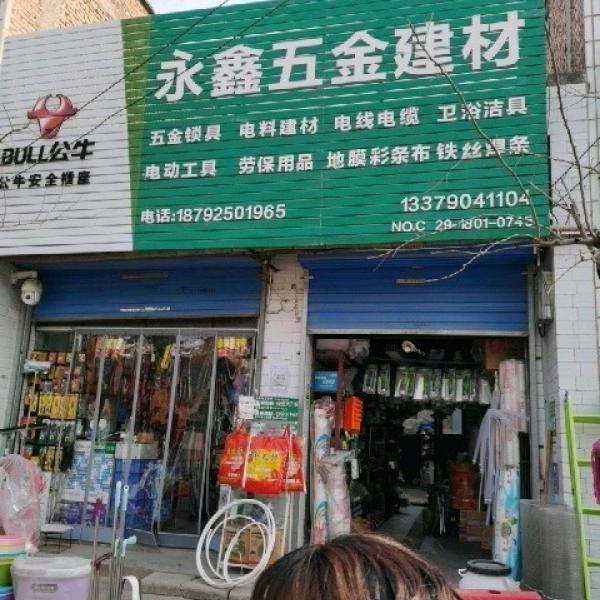 永鑫五金建材
BULL公牛
公牛安全插座
五金锁具 电料建材 电线电缆 卫浴洁具
电动工具 劳保用品 地膜彩条布 铁丝焊条
电话:18792501965
13379041104
NO.C 29-1801-0745